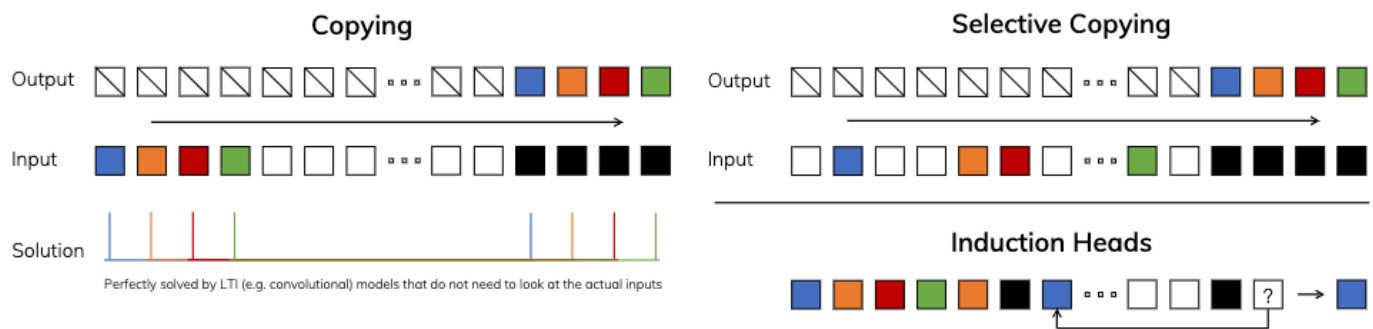 Copying
Output
Input
Solution
Perfectly solved by LTI (e.g. convolutional) models that do not need to look at the actual inputs
Selective Copying
Output
Input
Induction Heads
?